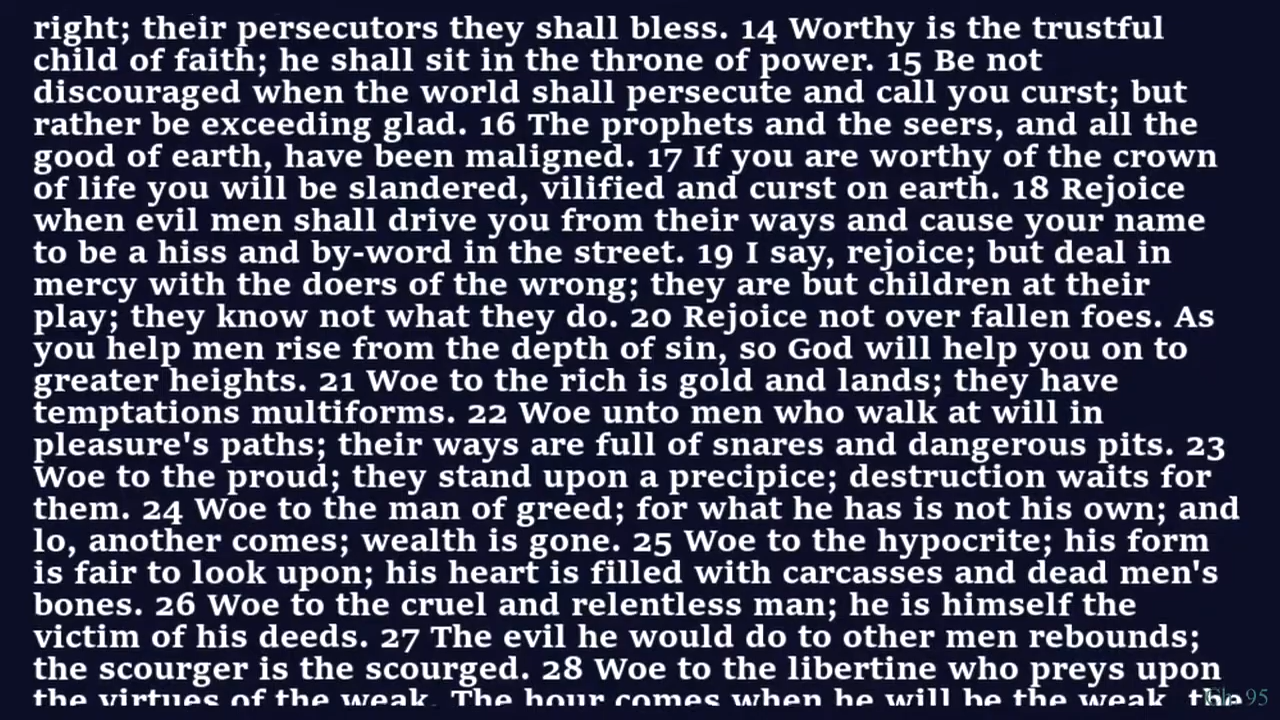 right; their persecutors they shall bless. 14 Worthy is the trustful
child of faith; he shall sit in the throne of power. 15 Be not
discouraged when the world shall persecute and call you curst; but
rather be exceeding glad. 16 The prophets and the seers, and all the
good of earth, have been maligned. 17 If you are worthy of the crown
of life you will be slandered, vilified and curst on earth. 18 Rejoice
when evil men shall drive you from their ways and cause your name
to be a hiss and by-word in the street. 19 I say, rejoice; but deal in
mercy with the doers of the wrong; they are but children at their
play; they know not what they do. 20 Rejoice not over fallen foes. As
you help men rise from the depth of sin, so God will help you on to
greater heights. 21 Woe to the rich is gold and lands; they have
temptations multiforms. 22 Woe unto men who walk at will in
pleasure's paths; their ways are full of snares and dangerous pits. 23
Woe to the proud; they stand upon a precipice; destruction waits for
them. 24 Woe to the man of greed; for what he has is not his own; and
lo, another comes; wealth is gone. 25 Woe to the hypocrite; his form
is fair to look upon; his heart is filled with carcasses and dead men's
bones. 26 Woe to the cruel and relentless man; he is himself the
victim of his deeds. 27 The evil he would do to other men rebounds;
the scourger is the scourged. 28 Woe to the libertine who preys upon
the virtues of the weak. The hour comes when he will be the weak, the
Ch. 95